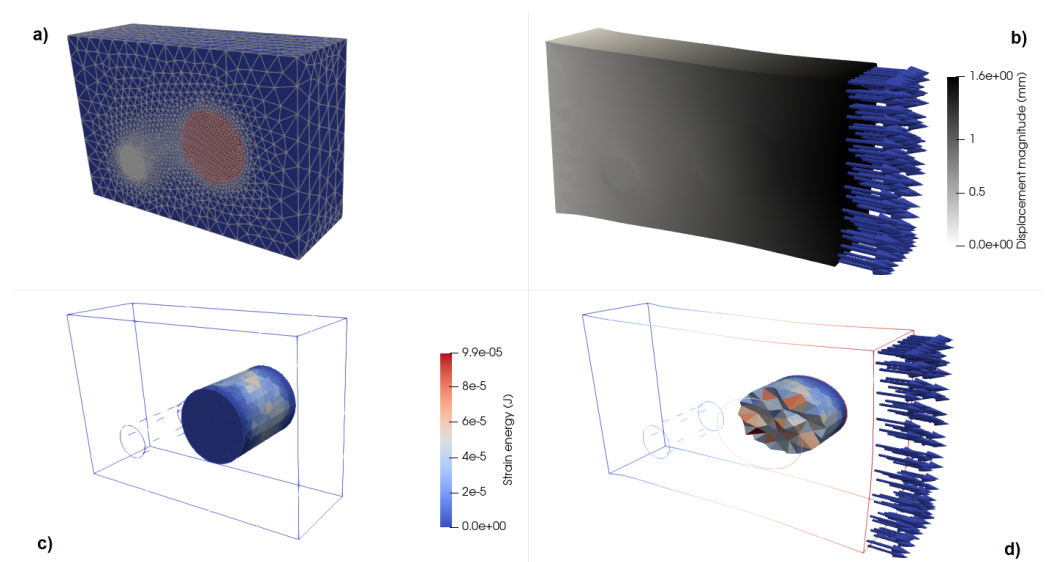 a)
b)
1.6e+00
1
0.5
0.0e+00
Displacement magnitude (mm)
9.9e-05
8e-5
6e-5
4e-5
2e-5
0.0e+00
Strain energy (J)
c)
d)